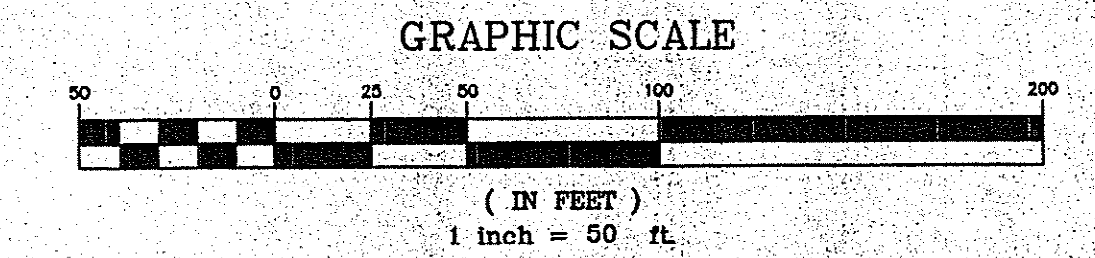 GRAPHIC SCALE
50 0 25 50 100 200
( IN FEET )
1 inch = 50 ft.